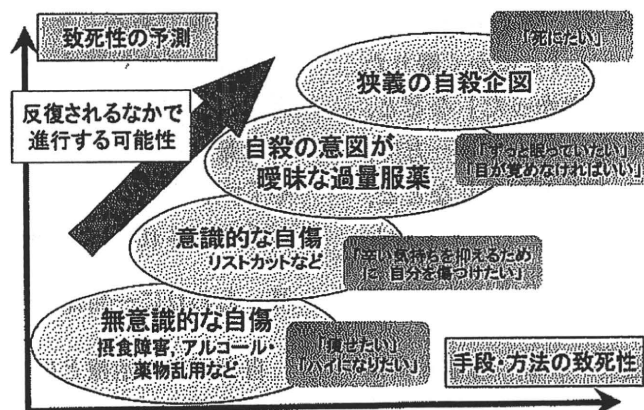 致死性の予測
「死にたい」
狭義の自殺企図
反復されるなかで
進行する可能性
自殺の意図が
曖昧な過量服薬
「ずっと眠っていたい」
「目が覚めなければいい」
意識的な自傷
リストカットなど
「辛い気持ちを抑えるため
に、自分を傷つけたい」
無意識的な自傷
摂食障害, アルコール・
薬物乱用など
「痩せたい」
「ハイになりたい」
手段・方法の致死性